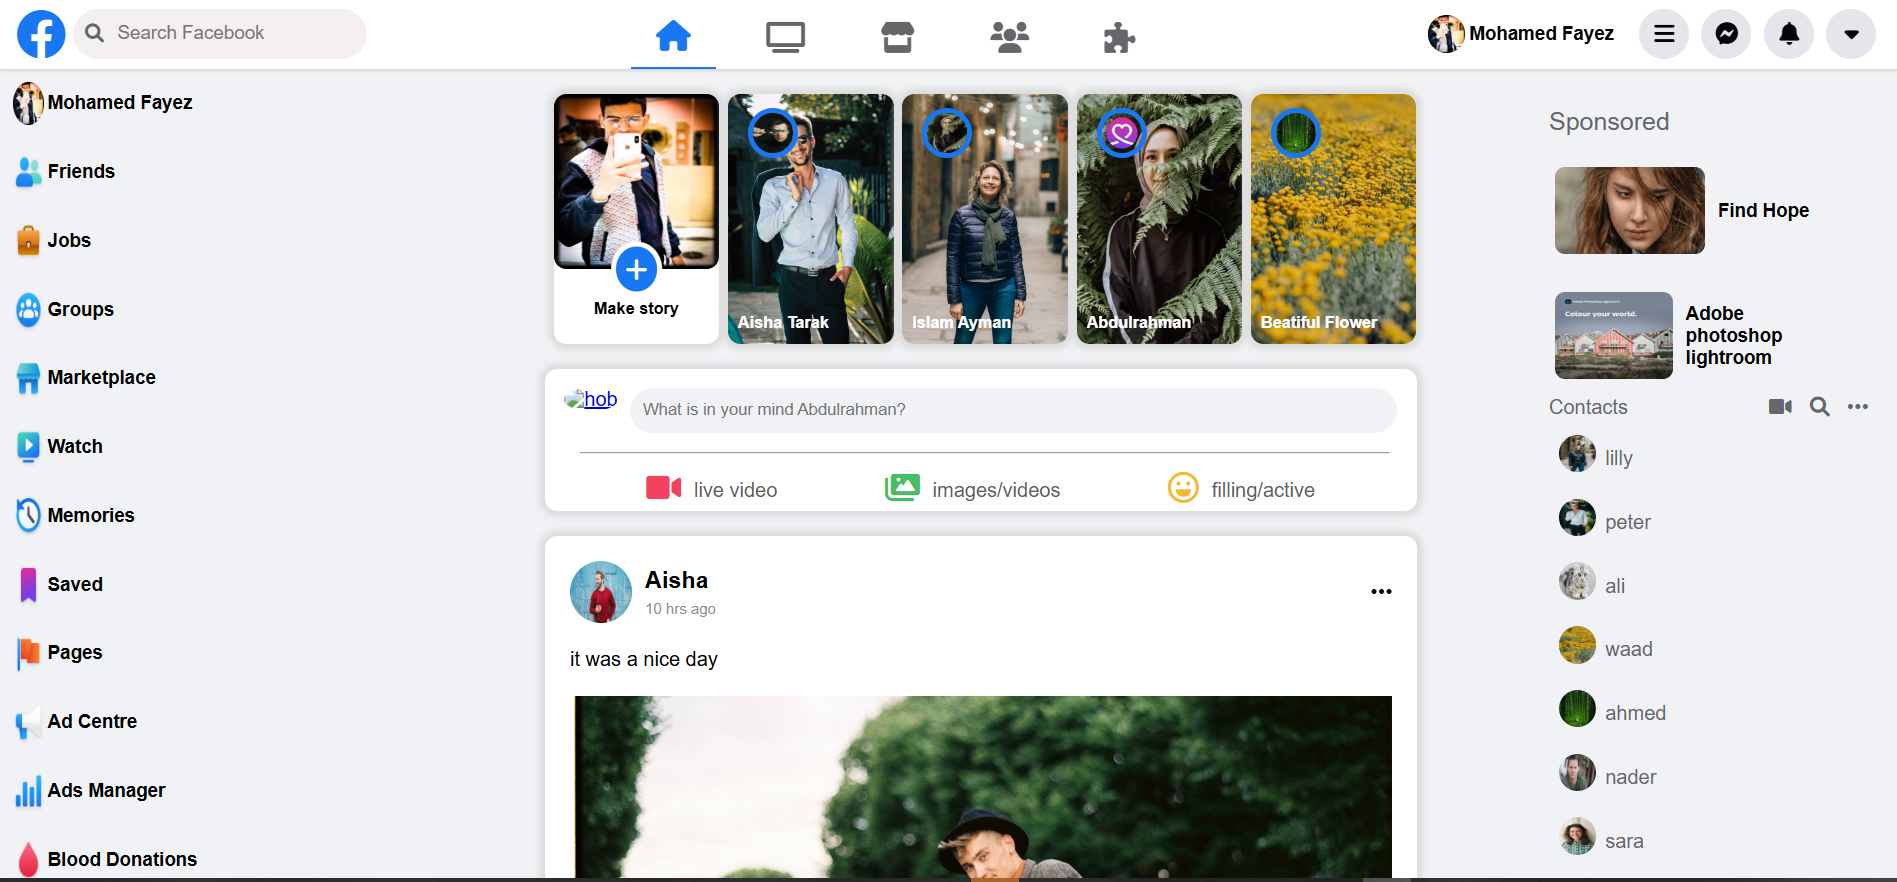 Search Facebook
Mohamed Fayez
Mohamed Fayez
Friends
Jobs
Groups
Marketplace
Watch
Memories
Saved
Pages
Ad Centre
Ads Manager
Blood Donations
Make story
Aisha Tarak
Islam Ayman
Abdulrahman
Beatiful Flower
hob
What is in your mind Abdulrahman?
live video
images/videos
filling/active
Aisha
10 hrs ago
it was a nice day
Sponsored
Find Hope
Colour your world.
Adobe
photoshop
lightroom
Contacts
lilly
peter
ali
waad
ahmed
nader
sara